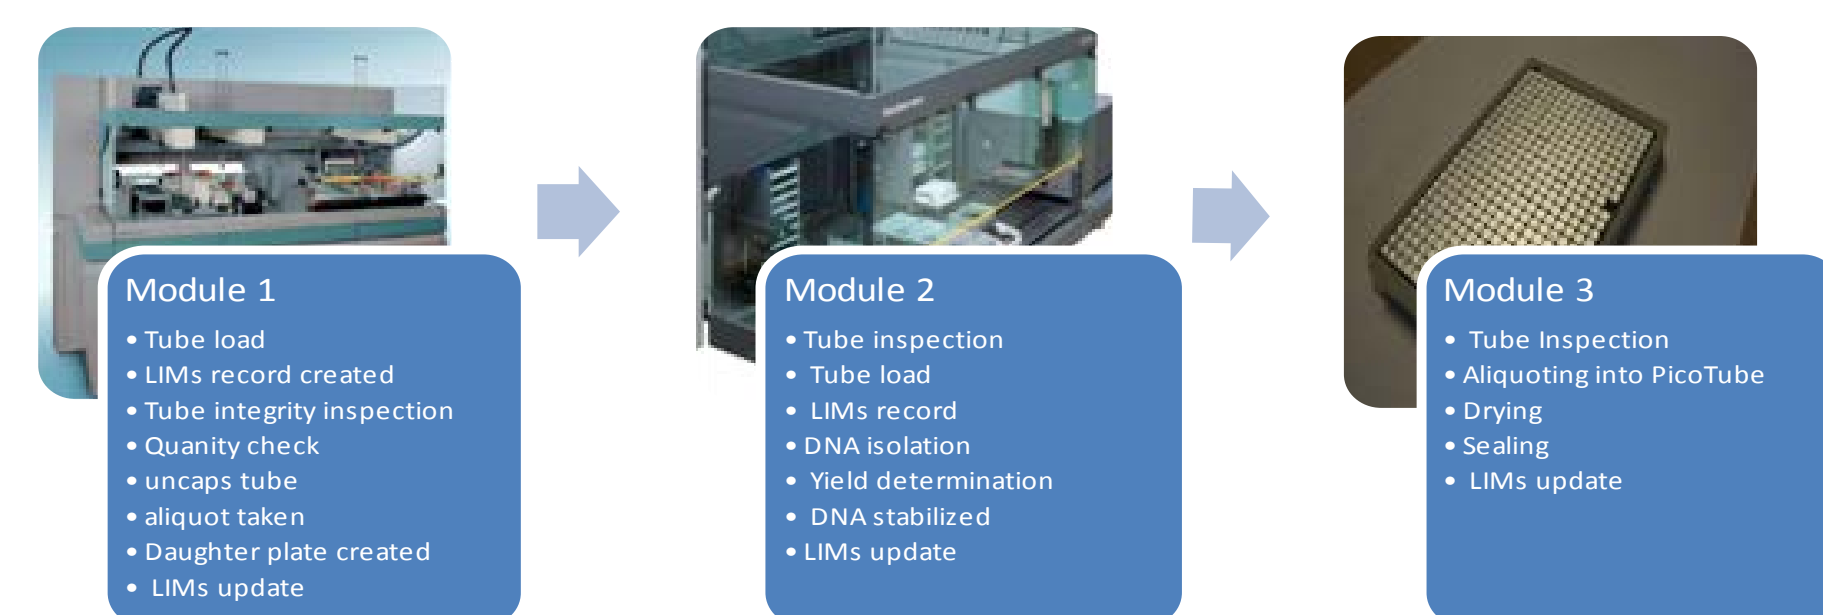 Module 1
• Tube load
• LIMs record created
• Tube integrity inspection
• Quanity check
• uncaps tube
• aliquot taken
• Daughter plate created
• LIMs update
Module 2
• Tube inspection
• Tube load
• LIMs record
• DNA isolation
• Yield determination
• DNA stabilized
• LIMs update
Module 3
• Tube Inspection
• Aliquoting into PicoTube
• Drying
• Sealing
• LIMs update